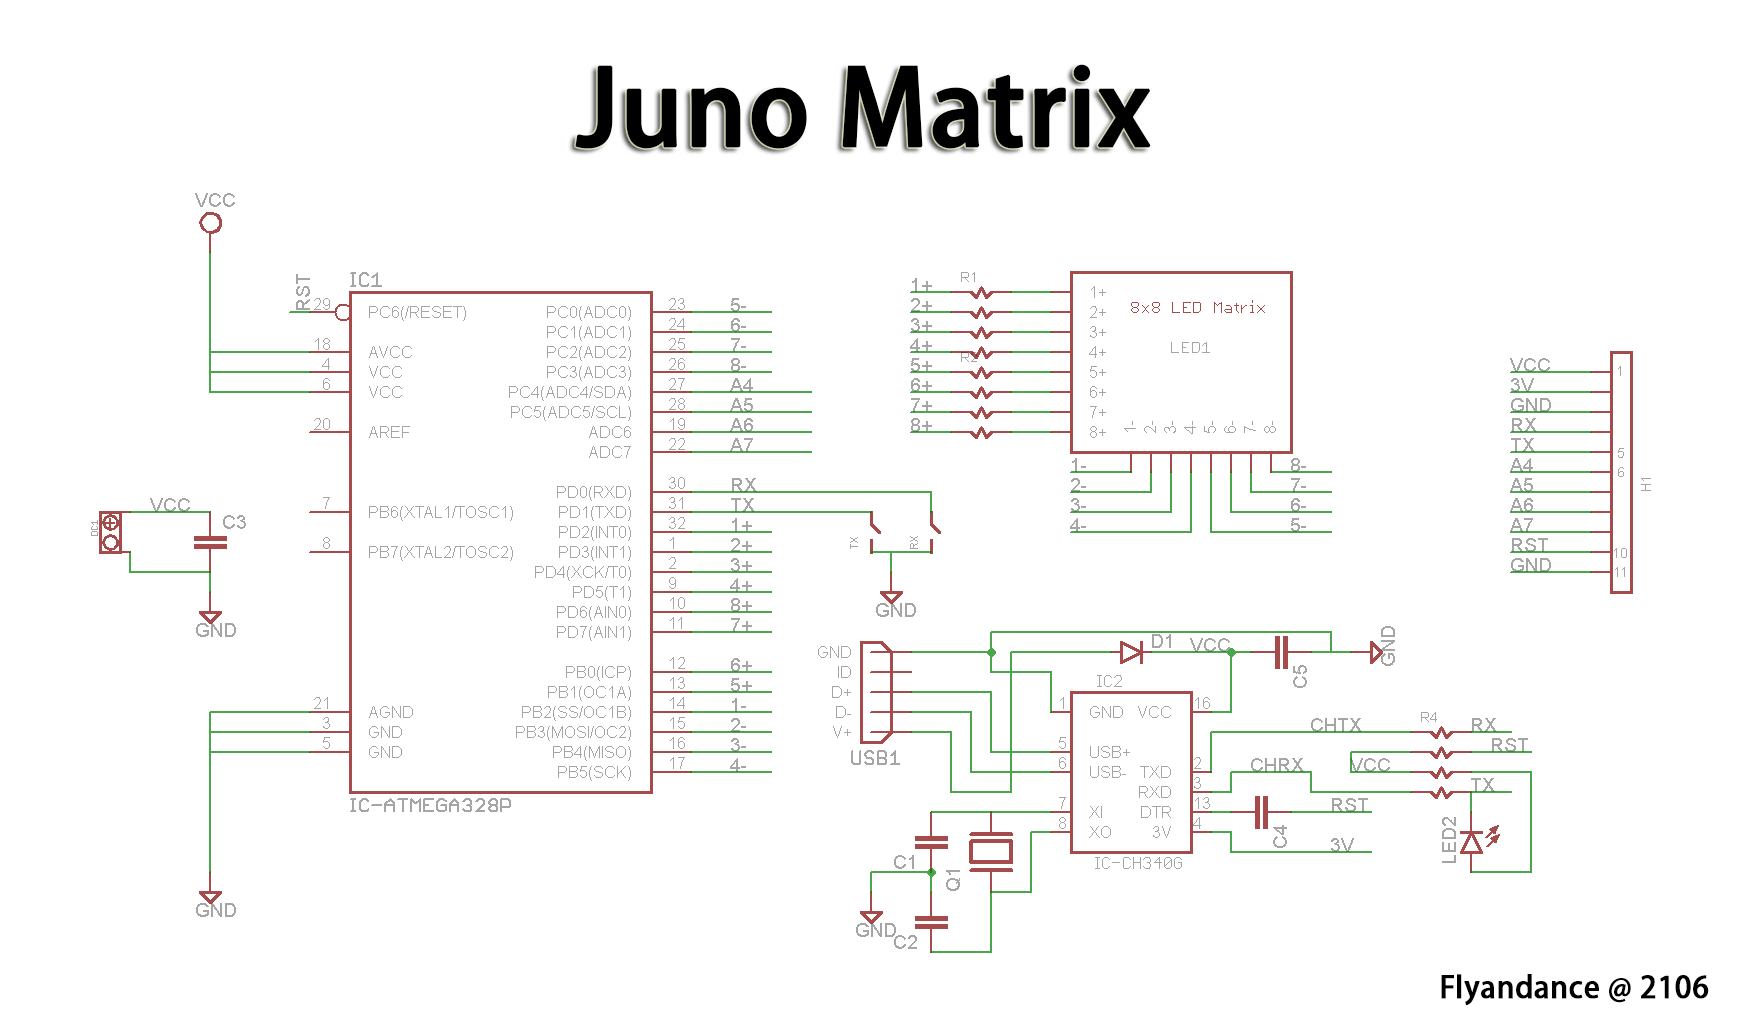 Juno Matrix
VCC
RST
IC1
29 PC6(/RESET)
18 AVCC
4 VCC
6 VCC
20 AREF
7 PB6(XTAL1/TOSC1)
8 PB7(XTAL2/TOSC2)
21 AGND
3 GND
5 GND
PC0(ADC0) 23 5-
PC1(ADC1) 24 6-
PC2(ADC2) 25 7-
PC3(ADC3) 26 8-
PC4(ADC4/SDA) 27 A4
PC5(ADC5/SCL) 28 A5
ADC6 19 A6
ADC7 22 A7
PD0(RXD) 30 RX
PD1(TXD) 31 TX
PD2(INT0) 32 1+
PD3(INT1) 1 2+
PD4(XCK/T0) 2 3+
PD5(T1) 9 4+
PD6(AIN0) 10 8+
PD7(AIN1) 11 7+
PB0(ICP) 12 6+
PB1(OC1A) 13 5+
PB2(SS/OC1B) 14 1-
PB3(MOSI/OC2) 15 2-
PB4(MISO) 16 3-
PB5(SCK) 17 4-
IC-ATMEGA328P
GND
DC1
VCC
C3
GND
TX
RX
GND
R1
R2
1+ 1+
2+ 2+
3+ 3+
4+ 4+
5+ 5+
6+ 6+
7+ 7+
8+ 8+
8x8 LED Matrix
LED1
1- 2- 3- 4- 5- 6- 7- 8-
1- 8-
2- 7-
3- 6-
4- 5-
VCC 1
3V
GND
RX
TX 5
A4 6
A5
A6
A7
RST 10
GND 11
H1
GND
ID
D+
D-
V+
USB1
D1
VCC
C5
GND
IC2
1 GND VCC 16
5 USB+
6 USB- TXD 2
RXD 3
7 XI DTR 13
8 XO 3V 4
IC-CH340G
C1
C2
Q1
GND
CHTX
R4
RX
RST
CHRX
VCC
TX
RST
C4
3V
LED2
Flyandance @ 2106